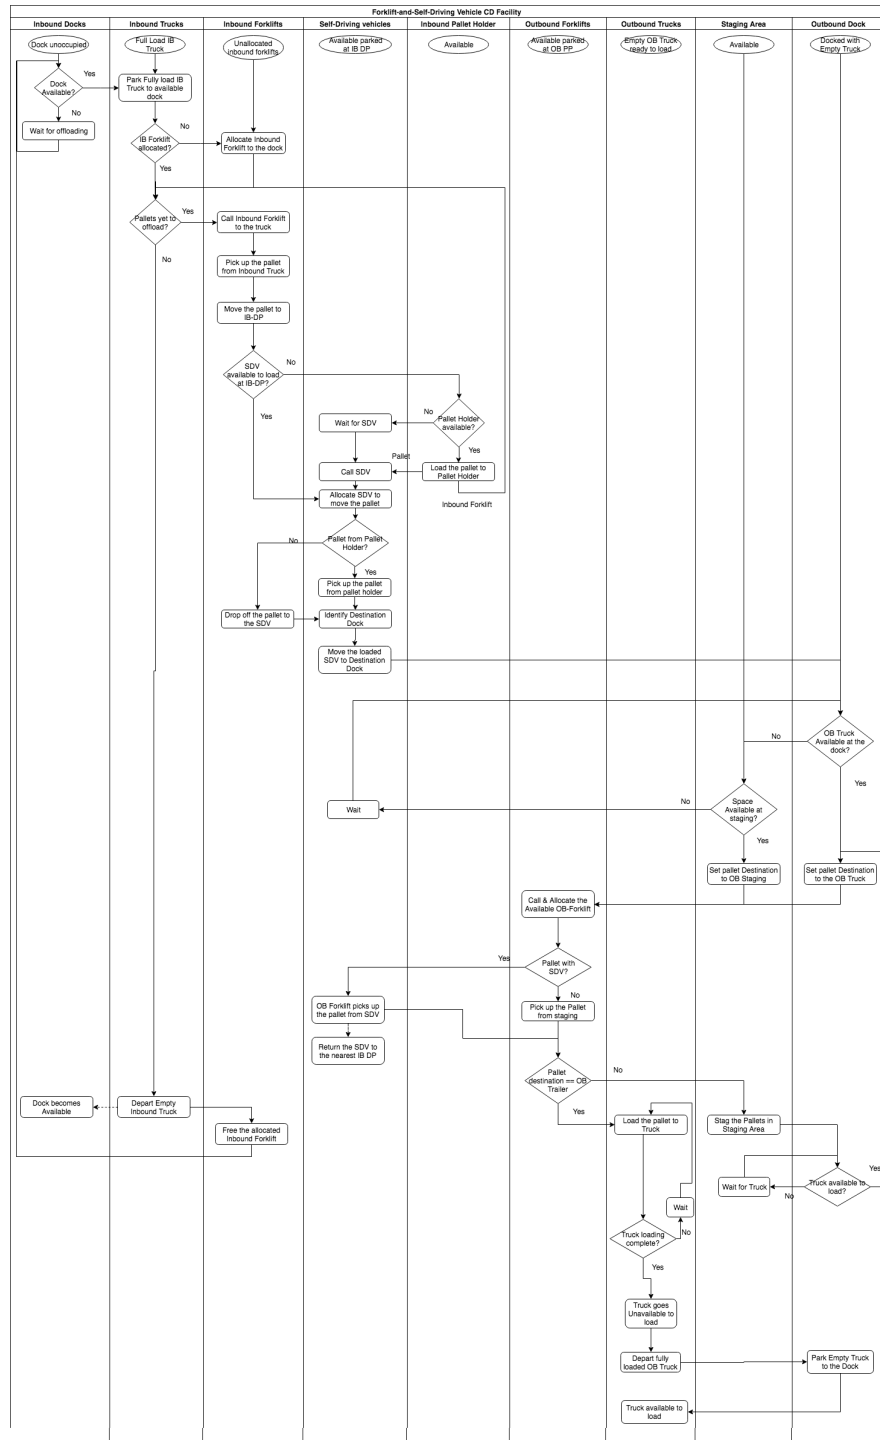 Forklift-and-Self-Driving Vehicle CD Facility
Inbound Docks
Inbound Trucks
Inbound Forklifts
Self-Driving vehicles
Inbound Pallet Holder
Outbound Forklifts
Outbound Trucks
Staging Area
Outbound Dock
Dock unoccupied
Full Load IB
Truck
Unallocated
inbound forklifts
Available parked
at IB DP
Available
Available parked
at OB PP
Empty OB Truck
ready to load
Available
Docked with
Empty Truck
Dock
Available?
Yes
Park Fully load IB
Truck to available
dock
No
Wait for offloading
IB Forklift
allocated?
No
Allocate Inbound
Forklift to the dock
Yes
Pallets yet to
offload?
Yes
Call Inbound Forklift
to the truck
No
Pick up the pallet
from Inbound Truck
Move the pallet to
IB-DP
SDV
available to load
at IB-DP?
No
Yes
Pallet Holder
available?
No
Wait for SDV
Yes
Pallet
Call SDV
Load the pallet to
Pallet Holder
Allocate SDV to
move the pallet
Inbound Forklift
Pallet from Pallet
Holder?
No
Yes
Pick up the pallet
from pallet holder
Drop off the pallet to
the SDV
Identify Destination
Dock
Move the loaded
SDV to Destination
Dock
OB Truck
Available at the
dock?
No
Yes
Space
Available at
staging?
No
Wait
Yes
Set pallet Destination
to OB Staging
Set pallet Destination
to the OB Truck
Call & Allocate the
Available OB-Forklift
Pallet with
SDV?
Yes
No
OB Forklift picks up
the pallet from SDV
Pick up the Pallet
from staging
Return the SDV to
the nearest IB DP
Pallet
destination == OB
Trailer
No
Yes
Dock becomes
Available
Depart Empty
Inbound Truck
Free the allocated
Inbound Forklift
Load the pallet to
Truck
Stag the Pallets in
Staging Area
Truck available to
load?
Yes
No
Wait for Truck
Wait
No
Truck loading
complete?
Yes
Truck goes
Unavailable to
load
Depart fully
loaded OB Truck
Park Empty Truck
to the Dock
Truck available to
load